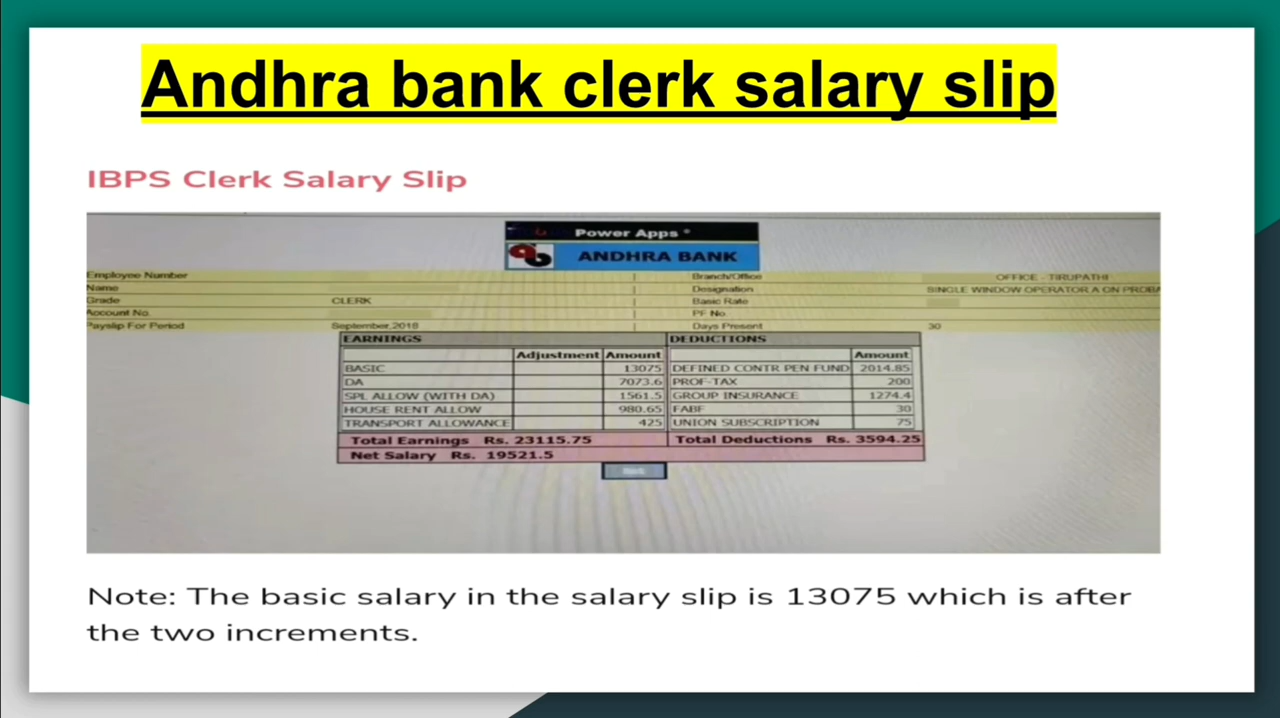 Andhra bank clerk salary slip
IBPS Clerk Salary Slip
Power Apps
ANDHRA BANK
Employee Number | Branch/Office OFFICE - TIRUPATHI
Name | Designation SINGLE WINDOW OPERATOR A ON PROBA
Grade CLERK | Basic Rate
Account No. | PF No.
Payslip For Period September,2018 | Days Present 30
EARNINGS DEDUCTIONS
Adjustment Amount Amount
BASIC 13075 DEFINED CONTR PEN FUND 2014.85
DA 7073.6 PROF-TAX 200
SPL ALLOW (WITH DA) 1561.5 GROUP INSURANCE 1274.4
HOUSE RENT ALLOW 980.65 FABF 30
TRANSPORT ALLOWANCE 425 UNION SUBSCRIPTION 75
Total Earnings Rs. 23115.75 Total Deductions Rs. 3594.25
Net Salary Rs. 19521.5
Note: The basic salary in the salary slip is 13075 which is after
the two increments.